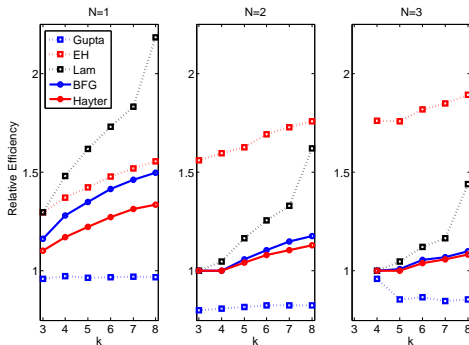 N=1
N=2
N=3
Gupta
EH
Lam
BFG
Hayter
Relative Efficiency
2
1.5
1
2
1.5
1
2
1.5
1
3 4 5 6 7 8
3 4 5 6 7 8
3 4 5 6 7 8
k
k
k